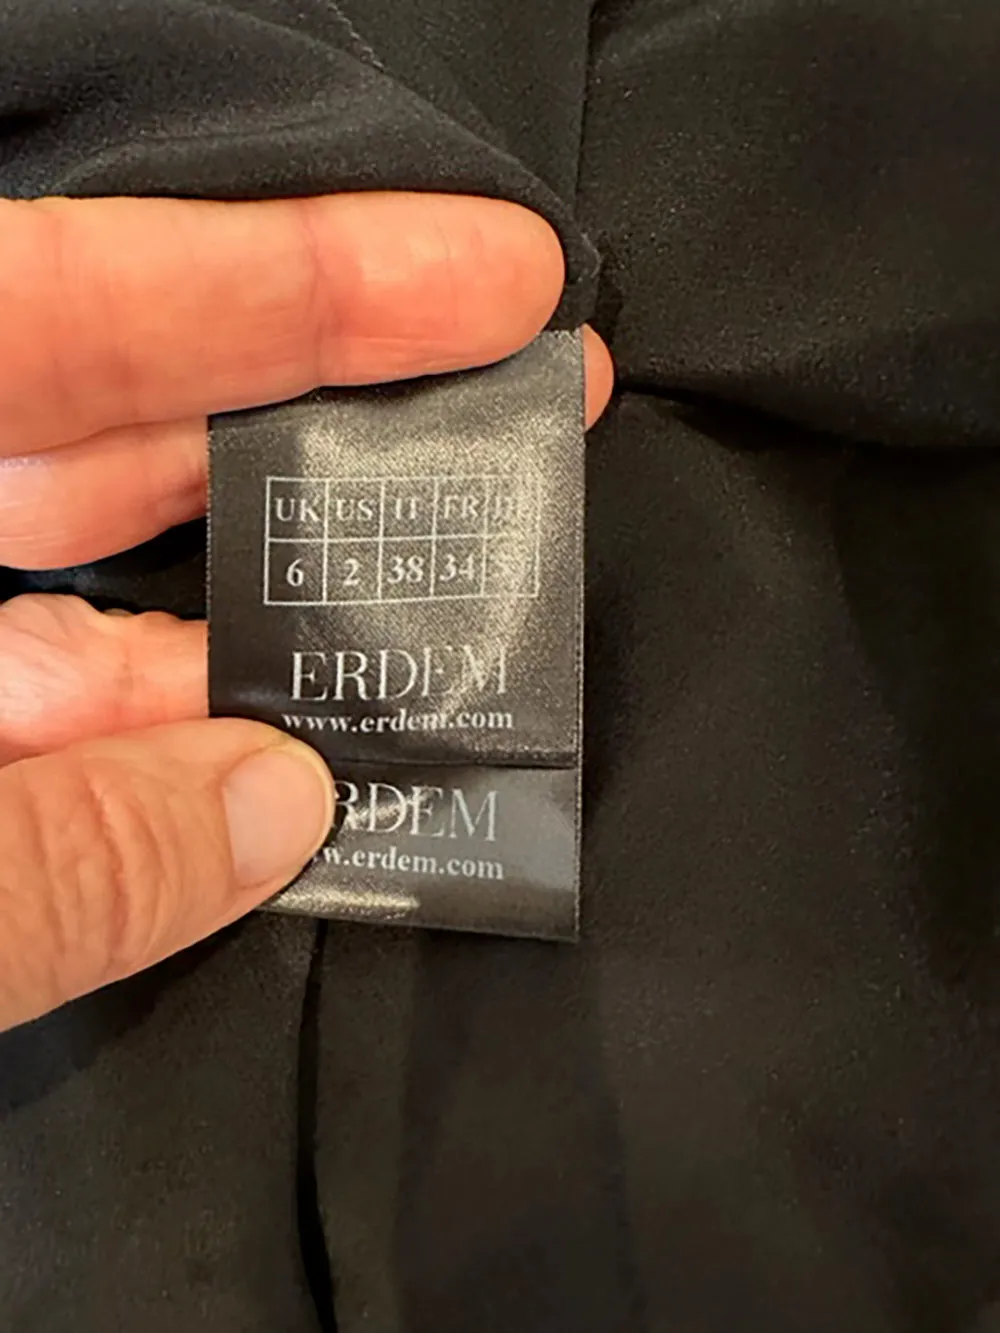 UK US IT FR
6 2 38 34
ERDEM
www.erdem.com
RDEM
w.erdem.com